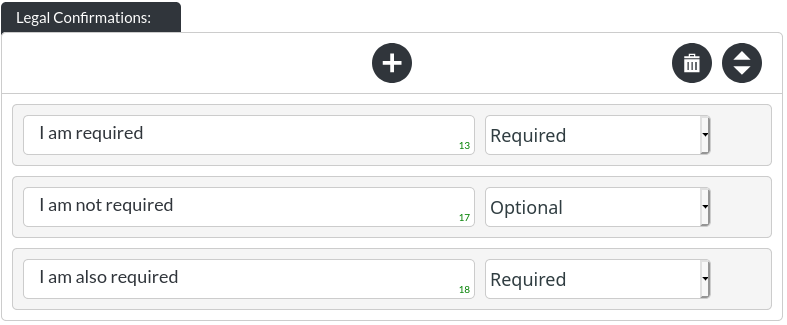 Legal Confirmations:
I am required
13
Required
I am not required
17
Optional
I am also required
18
Required